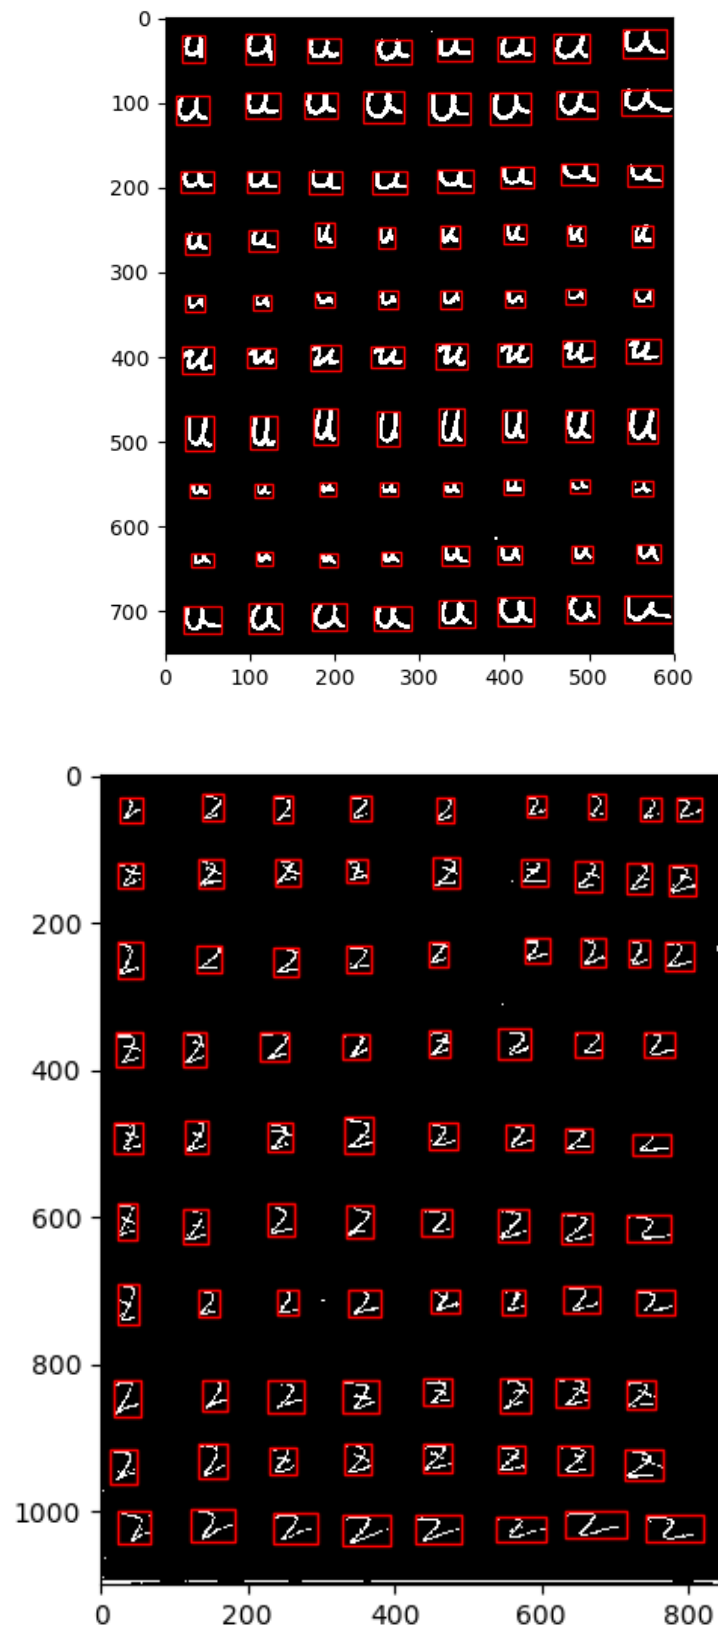 0
u u u u u u u u
100 u u u u u u u u
200 u u u u u u u u
u u u u u u u u
300
u u u u u u u u
400 u u u u u u u u
500 u u u u u u u u
u u u u u u u u
600
u u u u u u u u
700 u u u u u u u u
0 100 200 300 400 500 600
0
z z z z z z z z z
z z z z z z z z z
200
z z z z z z z z z
z z z z z z z z
400
z z z z z z z z
600 z z z z z z z z
z z z z z z z z
800
z z z z z z z z
z z z z z z z z
1000 z z z z z z z z
0 200 400 600 800